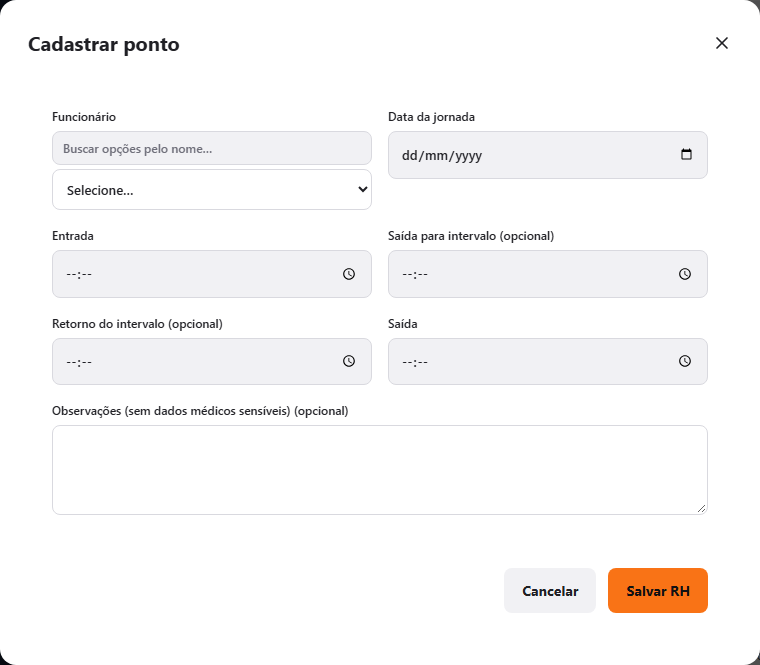 Cadastrar ponto
Funcionário
Buscar opções pelo nome...
Selecione...
Data da jornada
dd/mm/yyyy
Entrada
--:--
Saída para intervalo (opcional)
--:--
Retorno do intervalo (opcional)
--:--
Saída
--:--
Observações (sem dados médicos sensíveis) (opcional)
Cancelar
Salvar RH